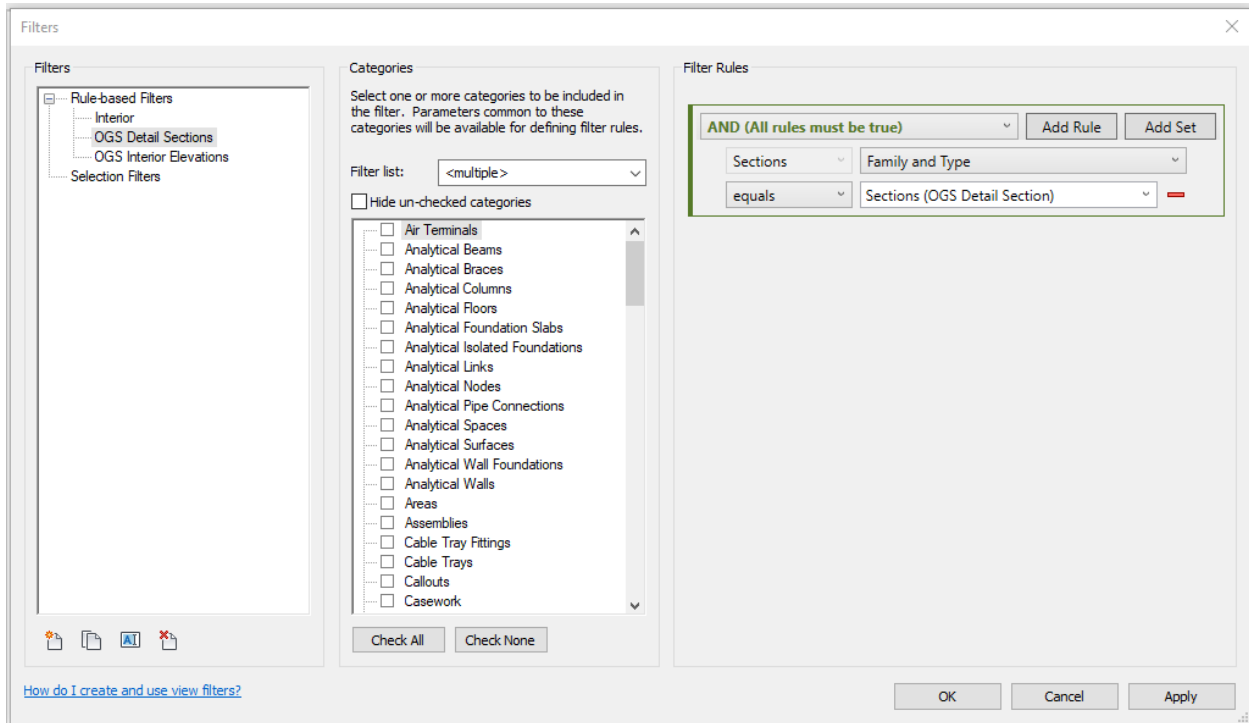 Filters
Filters
Rule-based Filters
Interior
OGS Detail Sections
OGS Interior Elevations
Selection Filters
How do I create and use view filters?
Categories
Select one or more categories to be included in
the filter. Parameters common to these
categories will be available for defining filter rules.
Filter list: <multiple>
Hide un-checked categories
Air Terminals
Analytical Beams
Analytical Braces
Analytical Columns
Analytical Floors
Analytical Foundation Slabs
Analytical Isolated Foundations
Analytical Links
Analytical Nodes
Analytical Pipe Connections
Analytical Spaces
Analytical Surfaces
Analytical Wall Foundations
Analytical Walls
Areas
Assemblies
Cable Tray Fittings
Cable Trays
Callouts
Casework
Check All Check None
Filter Rules
AND (All rules must be true) Add Rule Add Set
Sections Family and Type
equals Sections (OGS Detail Section)
OK Cancel Apply